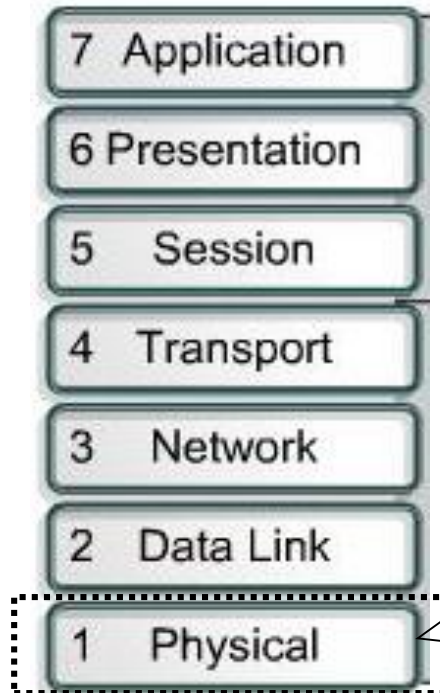 7 Application
6 Presentation
5 Session
4 Transport
3 Network
2 Data Link
1 Physical